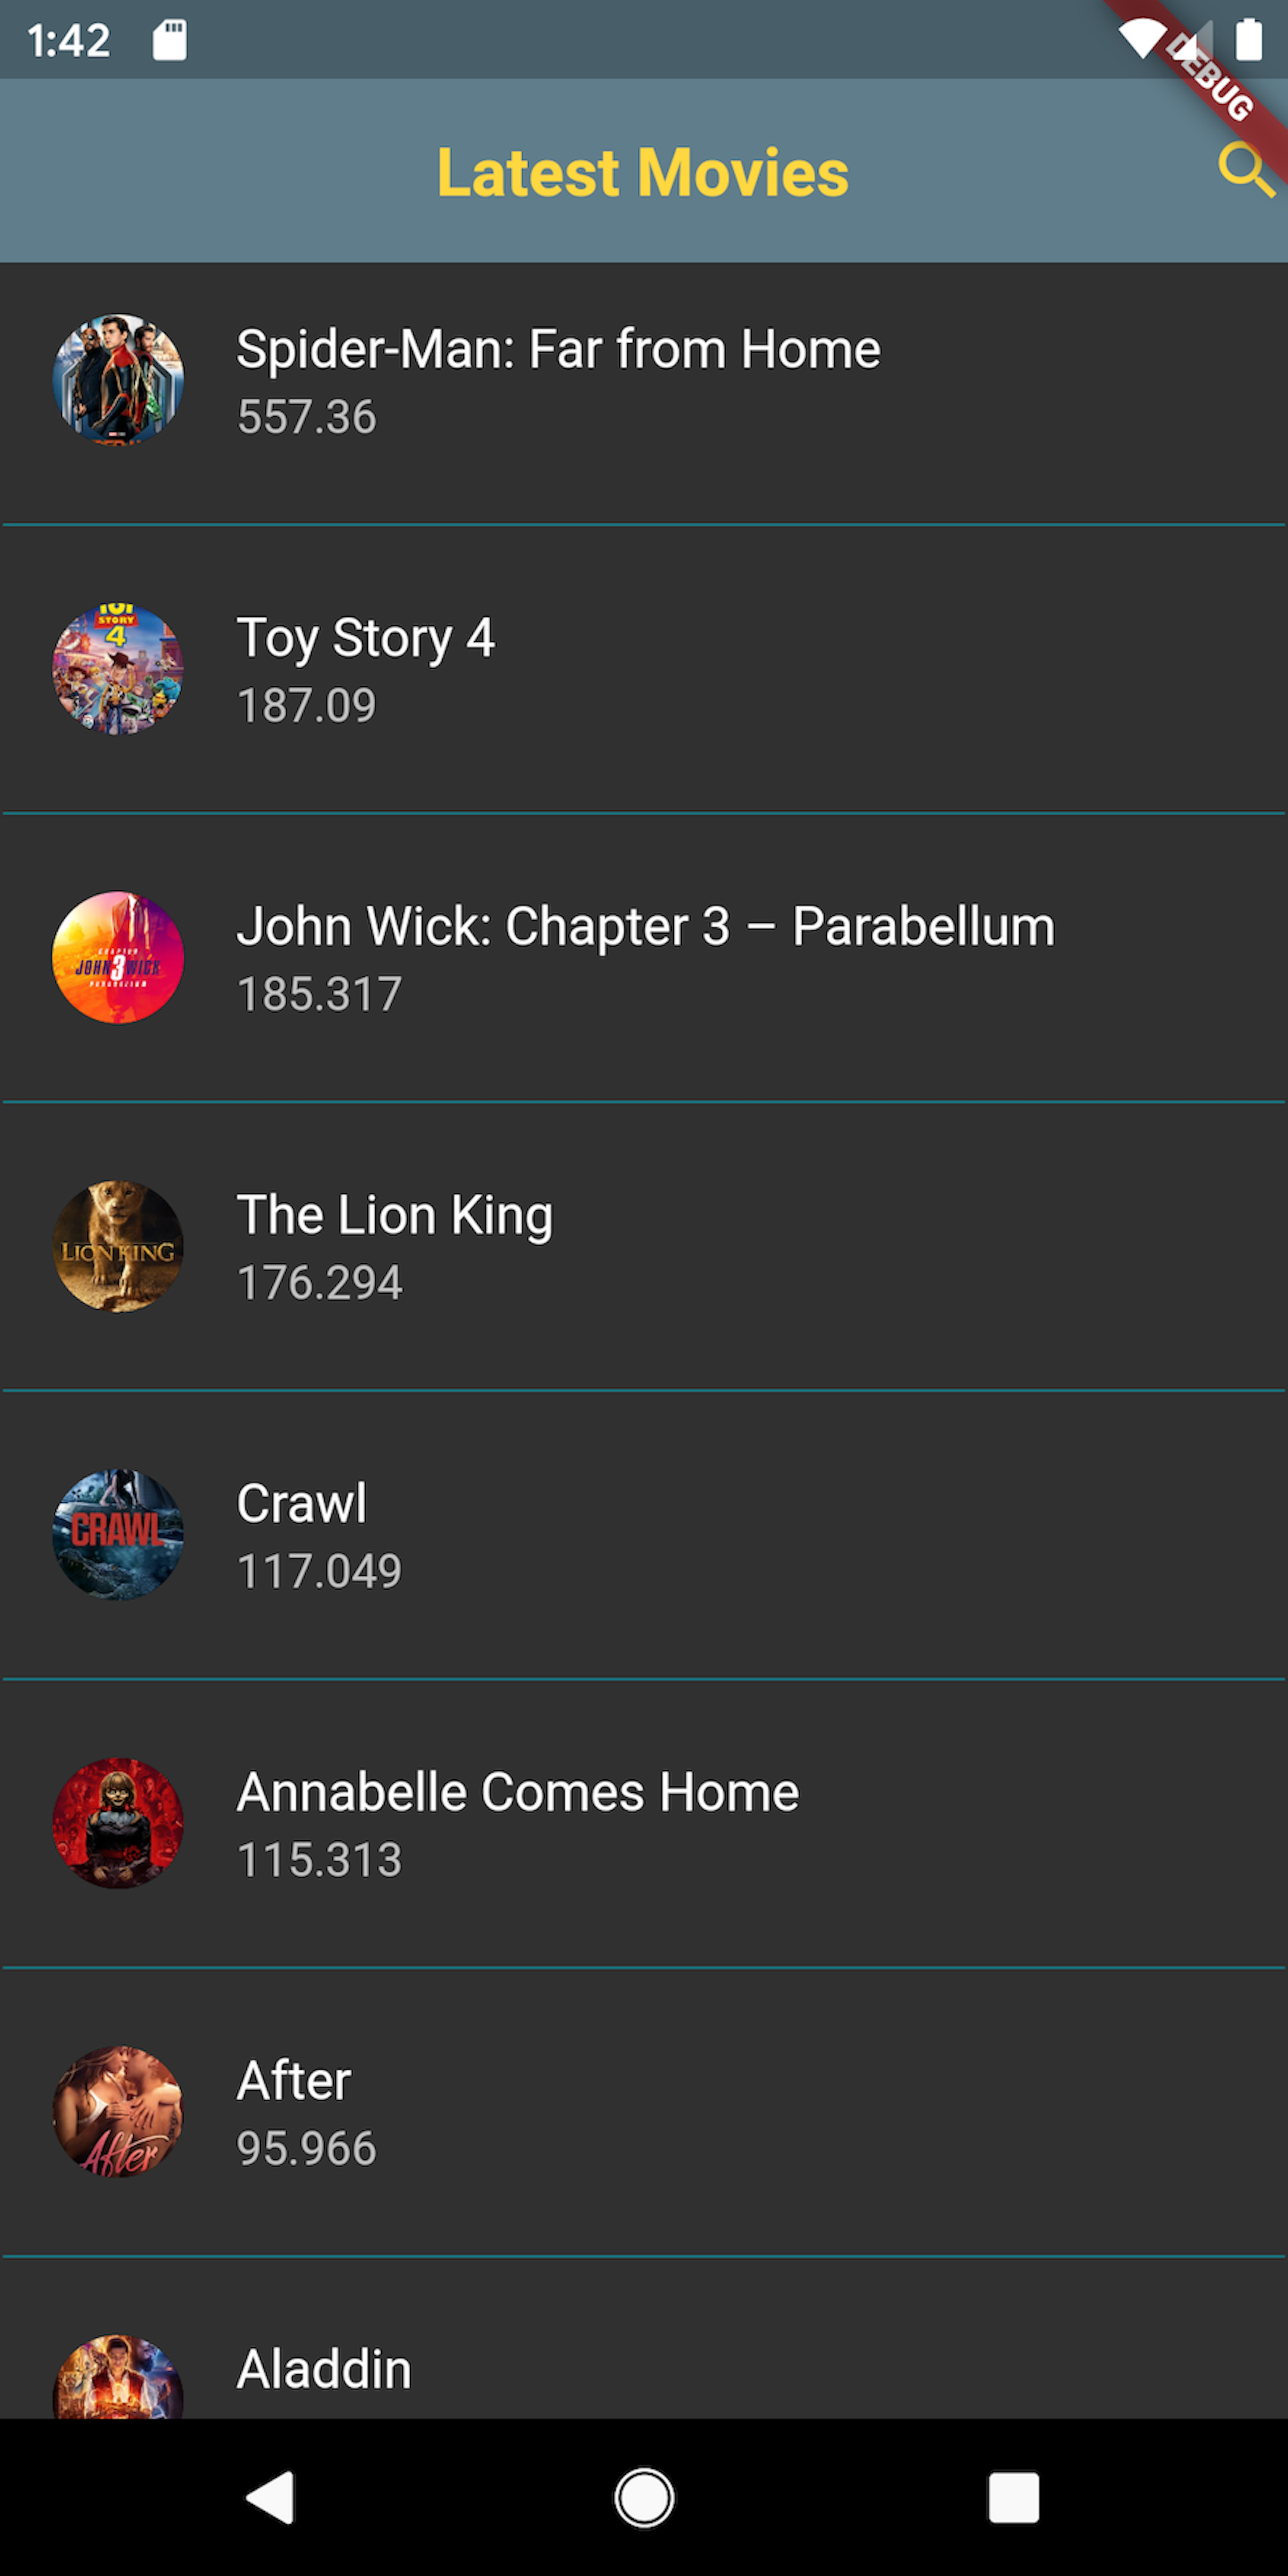 1:42
DEBUG
Latest Movies
Spider-Man: Far from Home
557.36
STORY
4
Toy Story 4
187.09
CHAPTER
JOHN 3 WICK
PARABELLUM
John Wick: Chapter 3 – Parabellum
185.317
LION KING
The Lion King
176.294
CRAWL
Crawl
117.049
Annabelle Comes Home
115.313
After
After
95.966
Aladdin